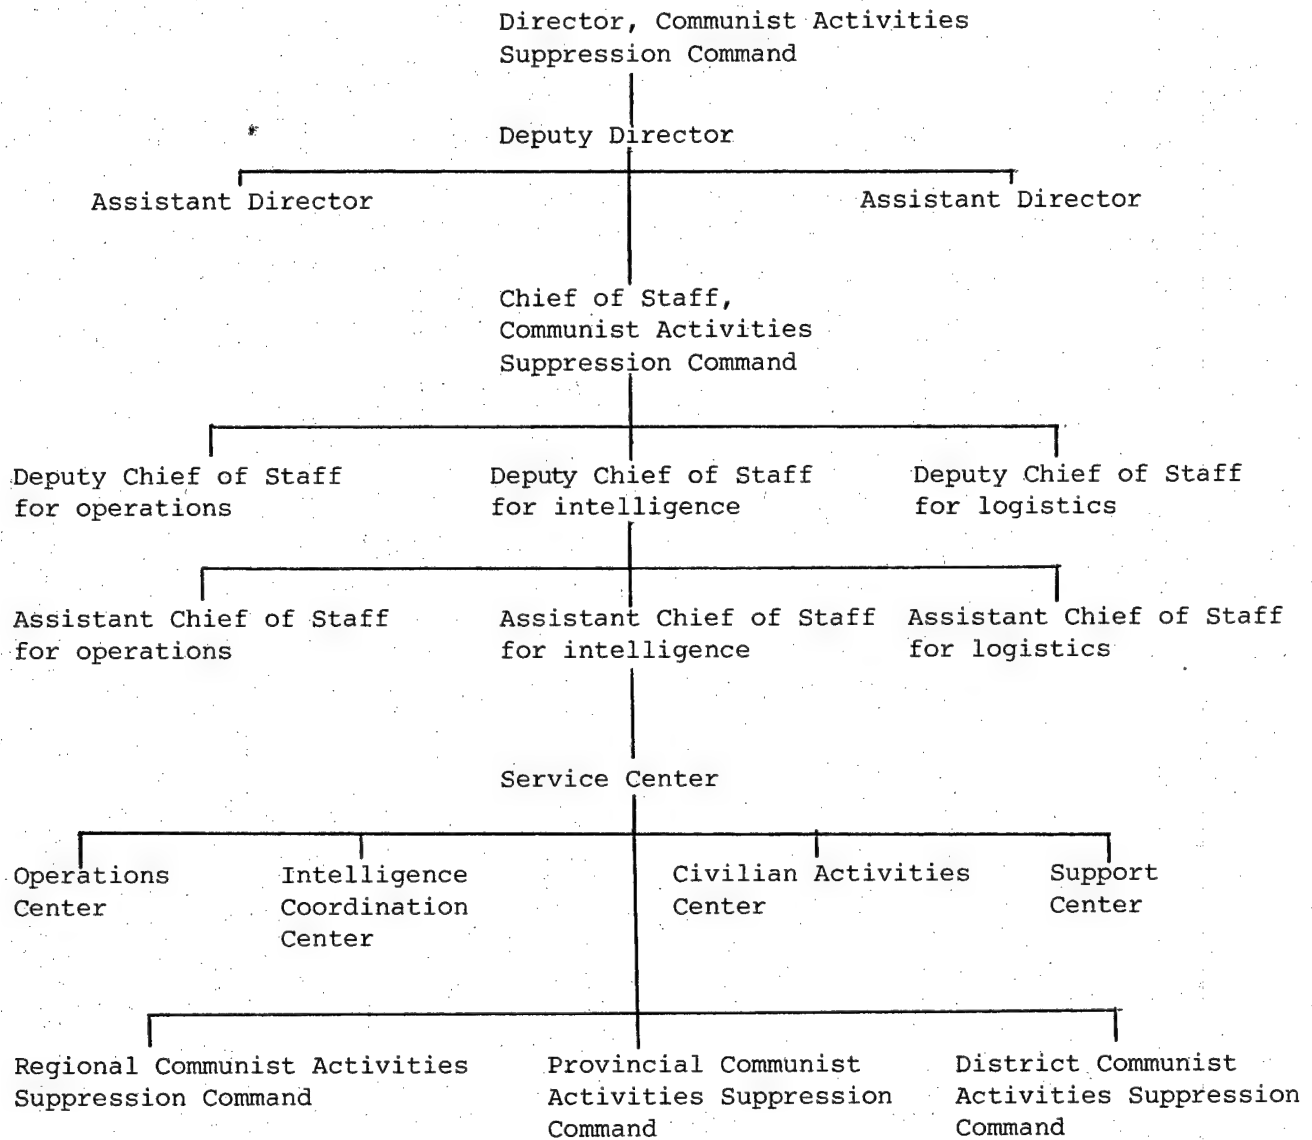 Director, Communist Activities
Suppression Command
Deputy Director
Assistant Director
Assistant Director
Chief of Staff,
Communist Activities
Suppression Command
Deputy Chief of Staff
for operations
Deputy Chief of Staff
for intelligence
Deputy Chief of Staff
for logistics
Assistant Chief of Staff
for operations
Assistant Chief of Staff
for intelligence
Assistant Chief of Staff
for logistics
Service Center
Operations
Center
Intelligence
Coordination
Center
Civilian Activities
Center
Support
Center
Regional Communist Activities
Suppression Command
Provincial Communist
Activities Suppression
Command
District Communist
Activities Suppression
Command